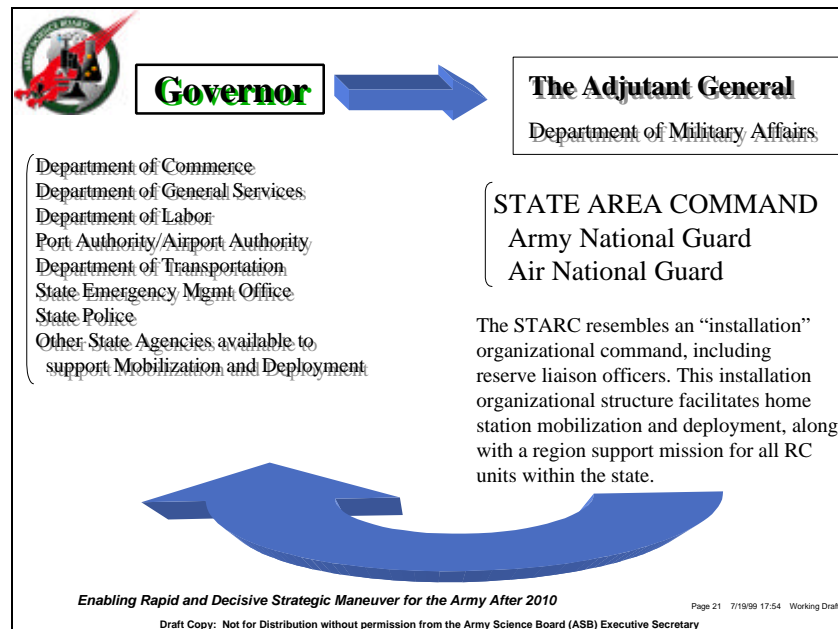 ARMY SCIENCE BOARD
Governor
The Adjutant General
Department of Military Affairs
Department of Commerce
Department of General Services
Department of Labor
Port Authority/Airport Authority
Department of Transportation
State Emergency Mgmt Office
State Police
Other State Agencies available to
support Mobilization and Deployment
STATE AREA COMMAND
Army National Guard
Air National Guard
The STARC resembles an “installation”
organizational command, including
reserve liaison officers. This installation
organizational structure facilitates home
station mobilization and deployment, along
with a region support mission for all RC
units within the state.
Enabling Rapid and Decisive Strategic Maneuver for the Army After 2010
Page 21 7/19/99 17:54 Working Draft
Draft Copy: Not for Distribution without permission from the Army Science Board (ASB) Executive Secretary